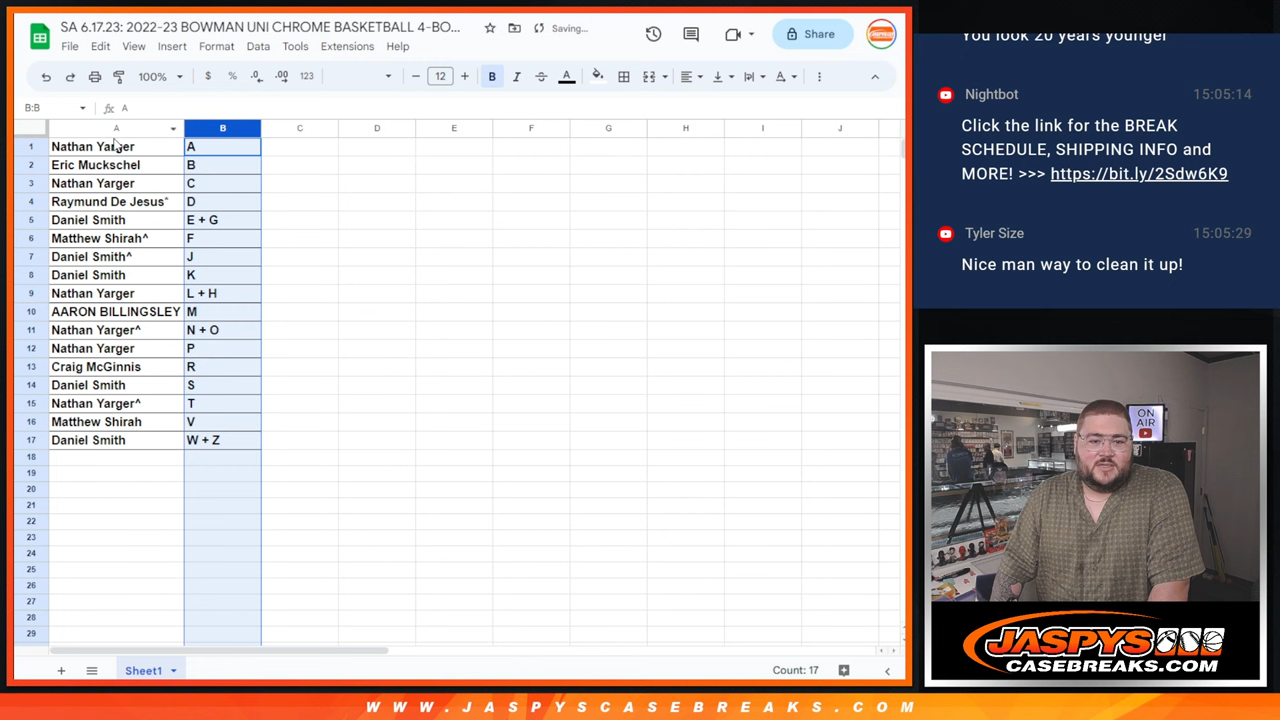 SA 6.17.23: 2022-23 BOWMAN UNI CHROME BASKETBALL 4-BO...
Saving...
File Edit View Insert Format Data Tools Extensions Help
Share
100% $ % .0 .00 123 12 B I A
B:B fx A
A B C D E F G H I J
1 Nathan Yarger A
2 Eric Muckschel B
3 Nathan Yarger C
4 Raymund De Jesus^ D
5 Daniel Smith E + G
6 Matthew Shirah^ F
7 Daniel Smith^ J
8 Daniel Smith K
9 Nathan Yarger L + H
10 AARON BILLINGSLEY M
11 Nathan Yarger^ N + O
12 Nathan Yarger P
13 Craig McGinnis R
14 Daniel Smith S
15 Nathan Yarger^ T
16 Matthew Shirah V
17 Daniel Smith W + Z
18
19
20
21
22
23
24
25
26
27
28
29
Sheet1
Count: 17
You look 20 years younger
Nightbot 15:05:14
Click the link for the BREAK
SCHEDULE, SHIPPING INFO and
MORE! >>> https://bit.ly/2Sdw6K9
Tyler Size 15:05:29
Nice man way to clean it up!
ON
AIR
JASPYS
CASEBREAKS.COM
WWW.JASPYSCASEBREAKS.COM